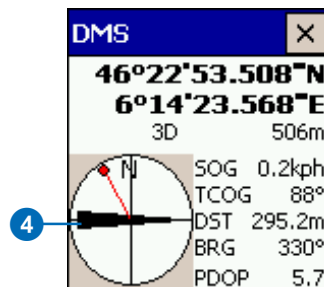 DMS
46°22'53.508"N
6°14'23.568"E
3D 506m
N
SOG 0.2kph
TCOG 88°
4
DST 295.2m
BRG 330°
PDOP 5.7